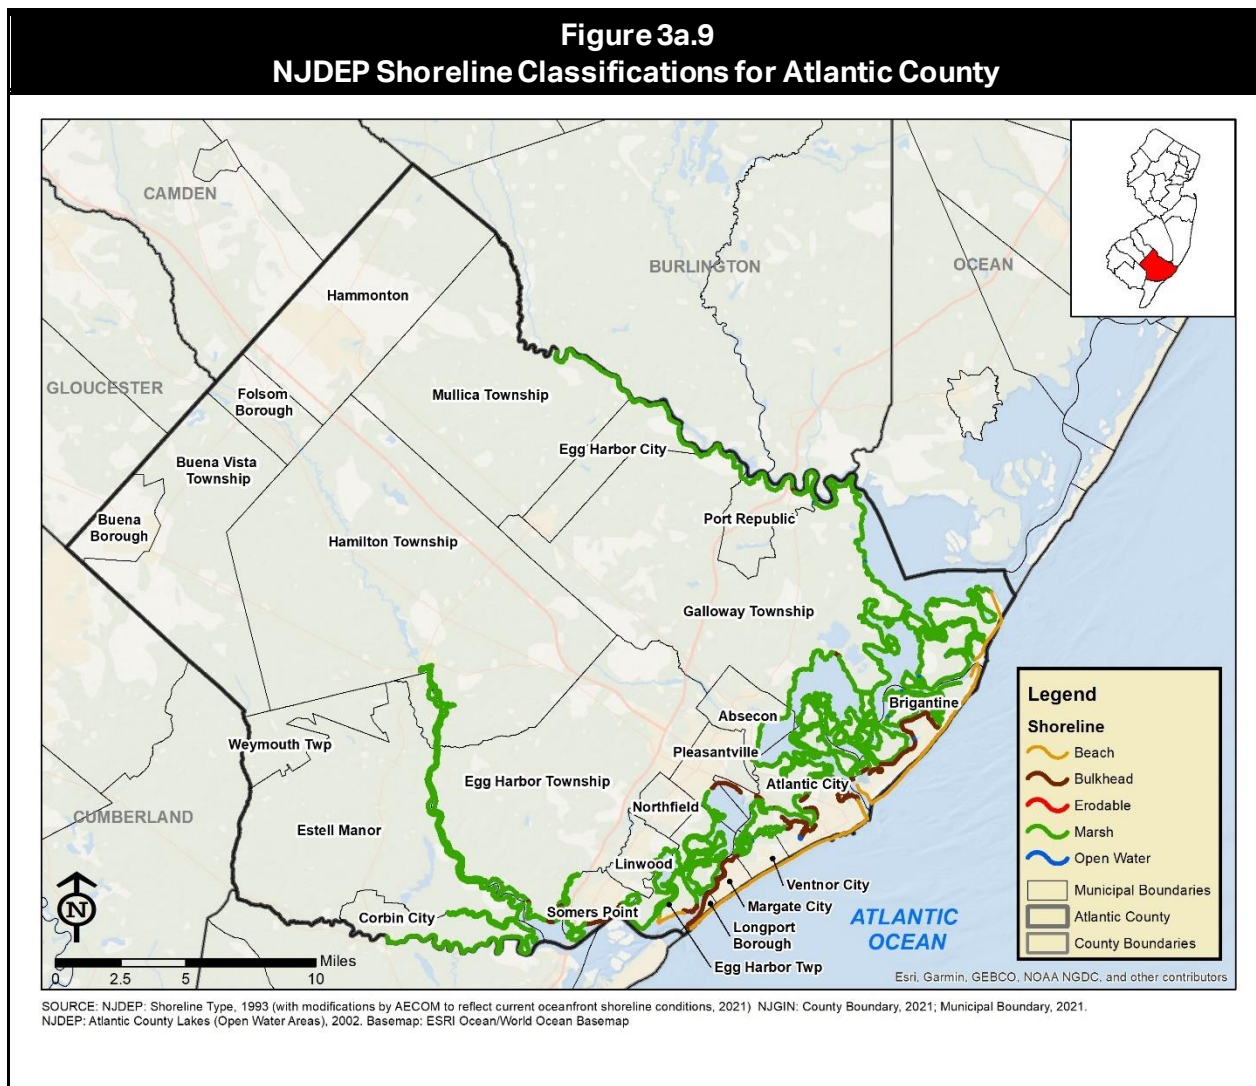 Figure 3a.9
NJDEP Shoreline Classifications for Atlantic County
CAMDEN
BURLINGTON
OCEAN
Hammonton
GLOUCESTER
Folsom
Borough
Mullica Township
Egg Harbor City
Buena Vista
Township
Buena
Borough
Port Republic
Hamilton Township
Galloway Township
Absecon
Brigantine
Weymouth Twp
Pleasantville
Egg Harbor Township
Atlantic City
Northfield
CUMBERLAND
Estell Manor
Linwood
Ventnor City
Corbin City
Somers Point
Margate City
Longport
Borough
Egg Harbor Twp
ATLANTIC
OCEAN
N
Miles
0 2.5 5 10
Legend
Shoreline
Beach
Bulkhead
Erodable
Marsh
Open Water
Municipal Boundaries
Atlantic County
County Boundaries
Esri, Garmin, GEBCO, NOAA NGDC, and other contributors
SOURCE: NJDEP: Shoreline Type, 1993 (with modifications by AECOM to reflect current oceanfront shoreline conditions, 2021) NJGIN: County Boundary, 2021; Municipal Boundary, 2021.
NJDEP: Atlantic County Lakes (Open Water Areas), 2002. Basemap: ESRI Ocean/World Ocean Basemap